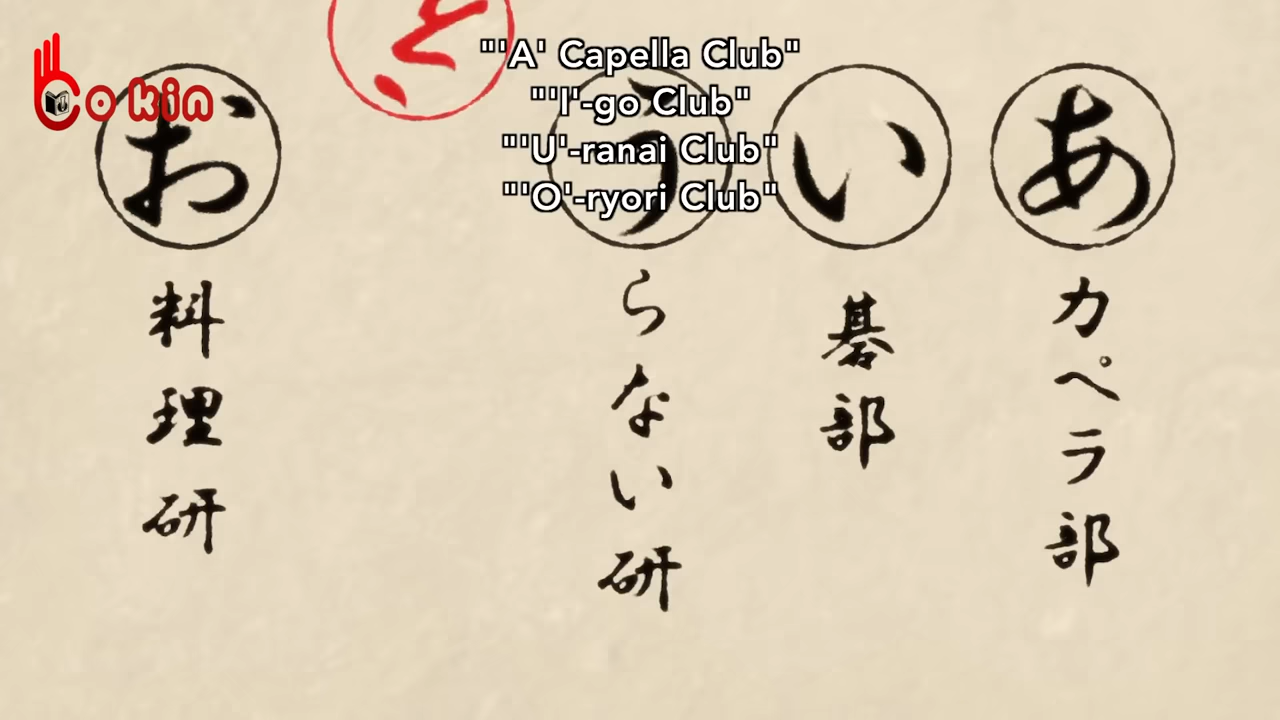 Cokin
"'A' Capella Club"
"'I'-go Club"
"'U'-ranai Club"
"'O'-ryori Club"
あカペラ部
い碁部
うらない研
お料理研